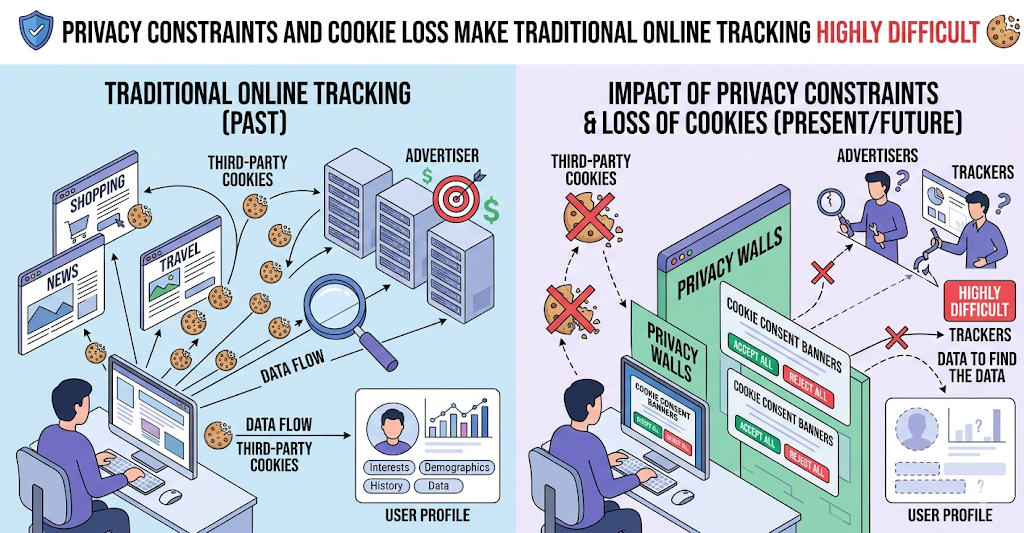 PRIVACY CONSTRAINTS AND COOKIE LOSS MAKE TRADITIONAL ONLINE TRACKING HIGHLY DIFFICULT
TRADITIONAL ONLINE TRACKING
(PAST)
THIRD-PARTY
COOKIES
ADVERTISER
$
$
SHOPPING
NEWS
TRAVEL
DATA FLOW
DATA FLOW
THIRD-PARTY
COOKIES
Interests
Demographics
History
Data
USER PROFILE
IMPACT OF PRIVACY CONSTRAINTS
& LOSS OF COOKIES (PRESENT/FUTURE)
THIRD-PARTY
COOKIES
ADVERTISERS
?
TRACKERS
?
PRIVACY WALLS
PRIVACY
WALLS
COOKIE CONSENT BANNERS
ACCEPT ALL
REJECT ALL
COOKIE CONSENT BANNERS
ACCEPT ALL
REJECT ALL
COOKIE CONSENT
BANNERS
HIGHLY
DIFFICULT
TRACKERS
DATA TO FIND
THE DATA
?
?
USER PROFILE